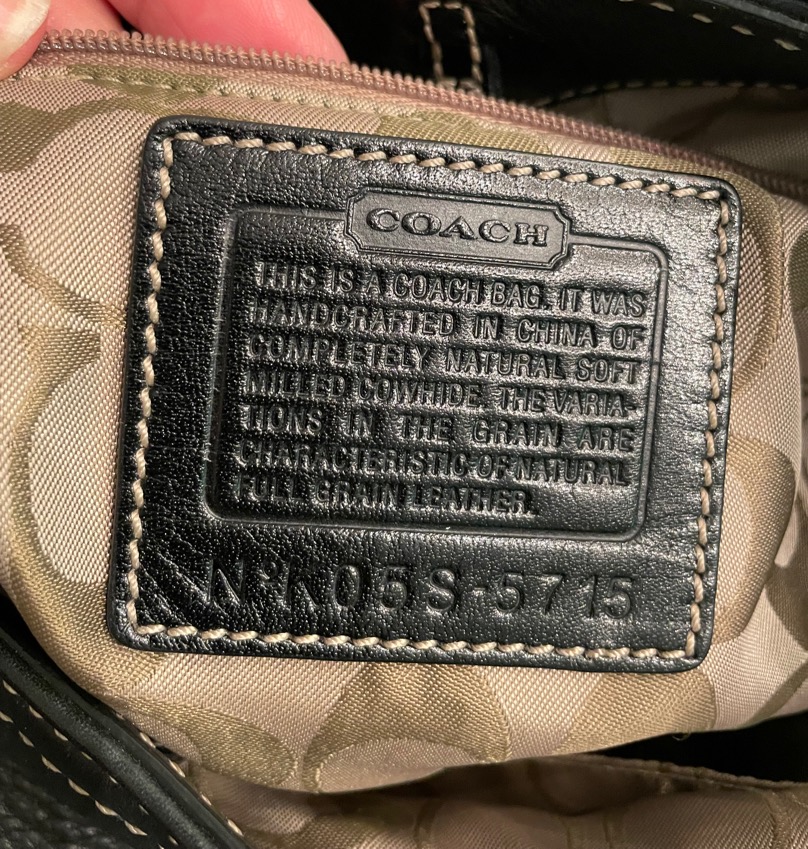 COACH
THIS IS A COACH BAG. IT WAS
HANDCRAFTED IN CHINA OF
COMPLETELY NATURAL SOFT
MILLED COWHIDE. THE VARIA-
TIONS IN THE GRAIN ARE
CHARACTERISTIC OF NATURAL
FULL GRAIN LEATHER.
Nº K05S-5715